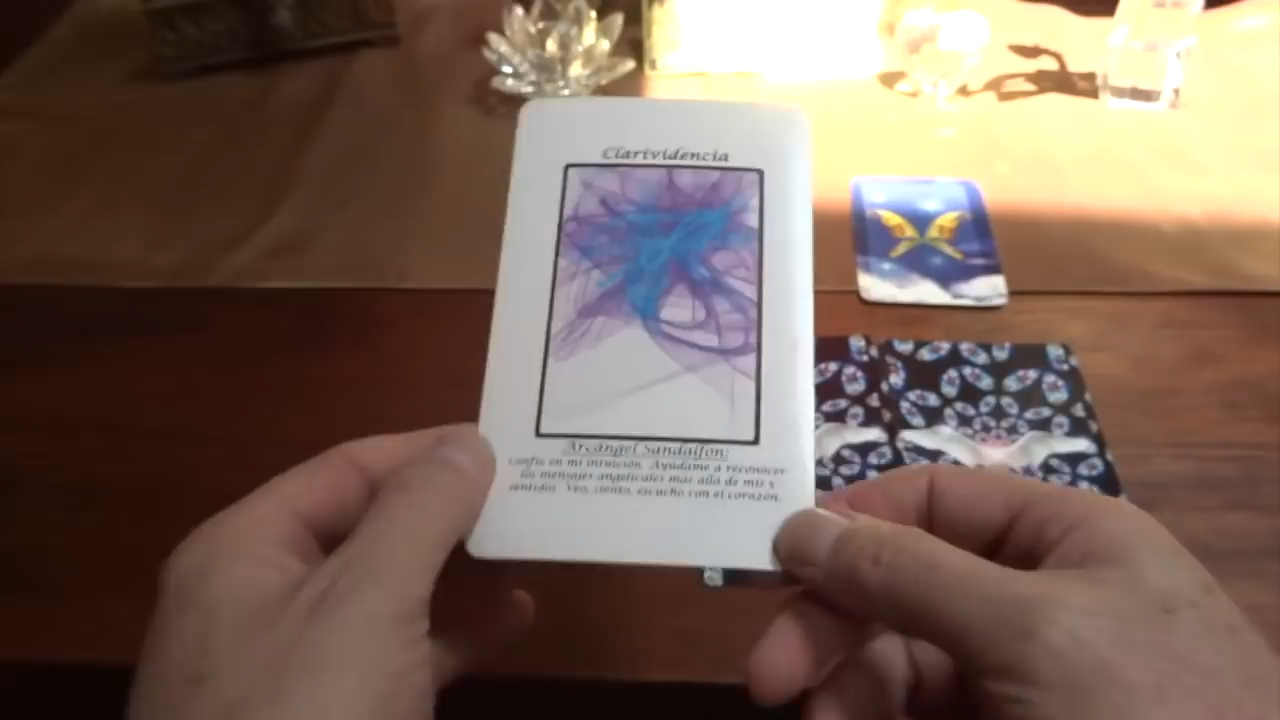 Clarividencia
Arcángel Sandalfon:
Confío en mi intuición. Ayúdame a reconocer
los mensajes angelicales mas allá de mis 5
sentidos. Veo, siento, escucho con el corazón.